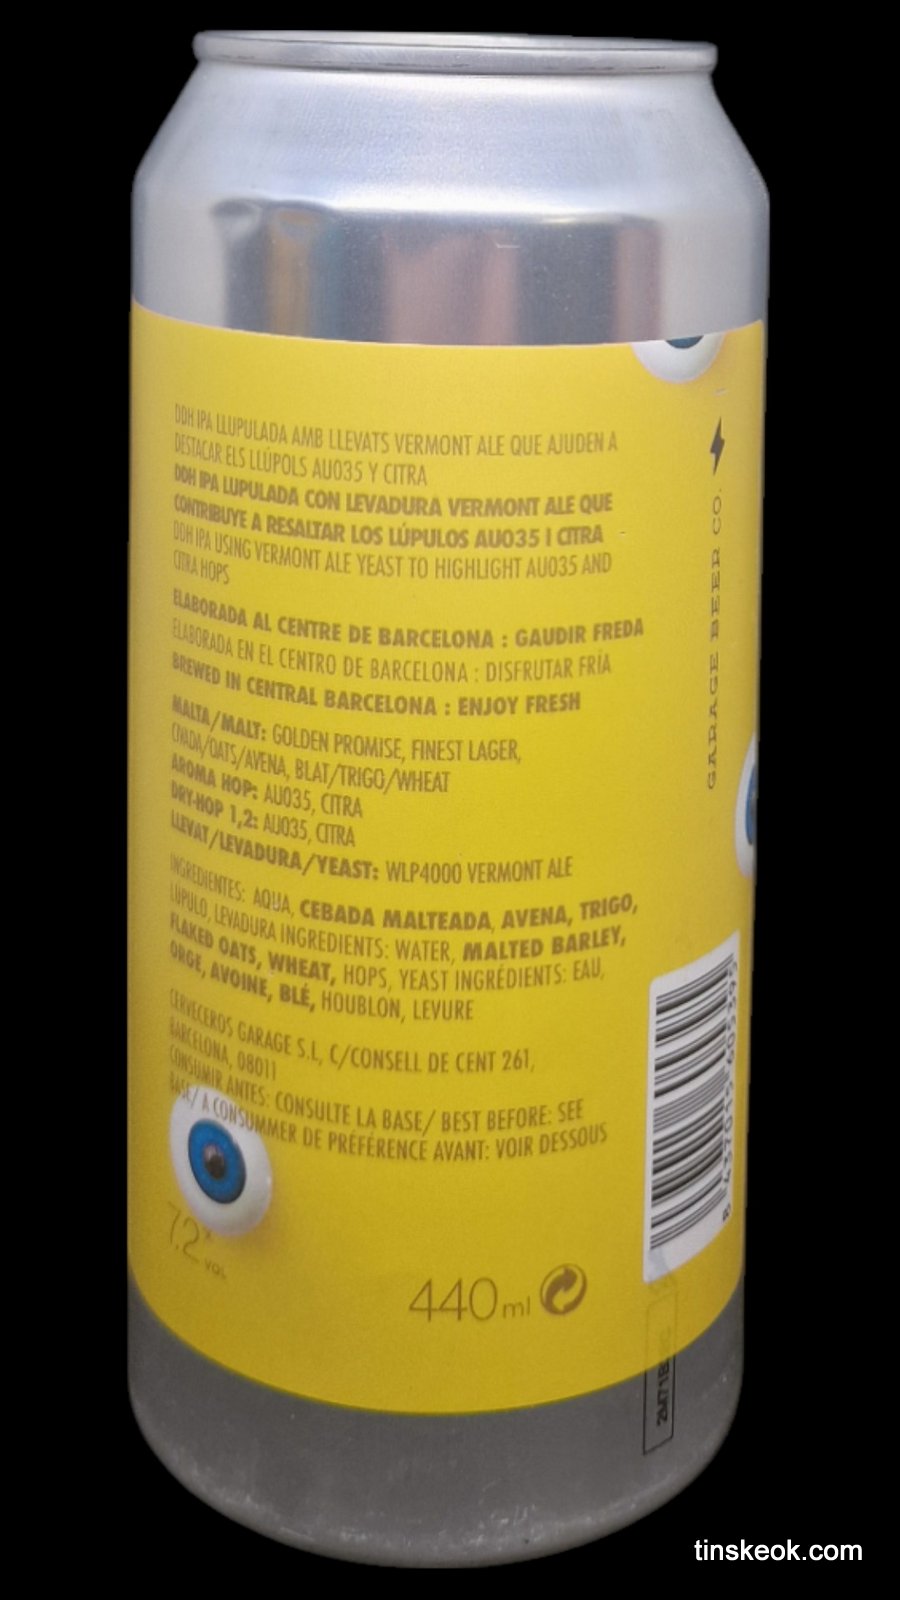 DDH IPA LLUPULADA AMB LLEVATS VERMONT ALE QUE AJUDEN A
DESTACAR ELS LLÚPOLS AU035 Y CITRA
DDH IPA LUPULADA CON LEVADURA VERMONT ALE QUE
CONTRIBUYE A RESALTAR LOS LÚPULOS AU035 I CITRA
DDH IPA USING VERMONT ALE YEAST TO HIGHLIGHT AU035 AND
CITRA HOPS
ELABORADA AL CENTRE DE BARCELONA : GAUDIR FREDA
ELABORADA EN EL CENTRO DE BARCELONA : DISFRUTAR FRÍA
BREWED IN CENTRAL BARCELONA : ENJOY FRESH
MALTA/MALT: GOLDEN PROMISE, FINEST LAGER,
CIVADA/OATS/AVENA, BLAT/TRIGO/WHEAT
AROMA HOP: AU035, CITRA
DRY-HOP 1,2: AU035, CITRA
LLEVAT/LEVADURA/YEAST: WLP4000 VERMONT ALE
INGREDIENTES: AQUA, CEBADA MALTEADA, AVENA, TRIGO,
LÚPULO, LEVADURA INGREDIENTS: WATER, MALTED BARLEY,
FLAKED OATS, WHEAT, HOPS, YEAST INGRÉDIENTS: EAU,
ORGE, AVOINE, BLÉ, HOUBLON, LEVURE
CERVECEROS GARAGE S.L, C/CONSELL DE CENT 261,
BARCELONA, 08011
CONSUMIR ANTES: CONSULTE LA BASE/ BEST BEFORE: SEE
BASE/ A CONSUMMER DE PRÉFÉRENCE AVANT: VOIR DESSOUS
7.2% VOL
440ml
GARAGE BEER CO.
tinskeok.com